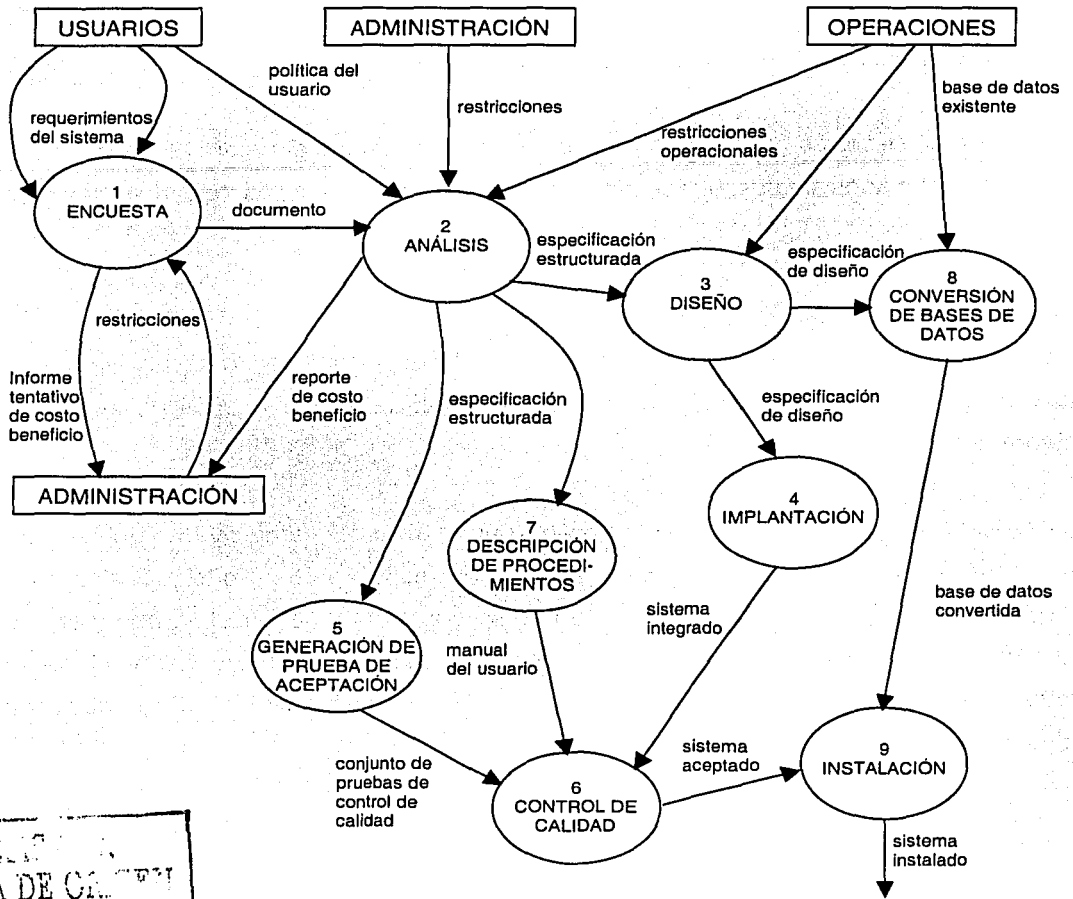 USUARIOS
ADMINISTRACIÓN
OPERACIONES
política del
usuario
restricciones
base de datos
existente
requerimientos
del sistema
restricciones
operacionales
1
ENCUESTA
documento
2
ANÁLISIS
especificación
estructurada
3
DISEÑO
especificación
de diseño
8
CONVERSIÓN
DE BASES DE
DATOS
restricciones
Informe
tentativo
de costo
beneficio
reporte
de costo
beneficio
especificación
estructurada
especificación
de diseño
ADMINISTRACIÓN
4
IMPLANTACIÓN
7
DESCRIPCIÓN
DE PROCEDI-
MIENTOS
base de datos
convertida
sistema
integrado
5
GENERACIÓN DE
PRUEBA DE
ACEPTACIÓN
manual
del usuario
conjunto de
pruebas de
control de
calidad
6
CONTROL DE
CALIDAD
sistema
aceptado
9
INSTALACIÓN
sistema
instalado
DE